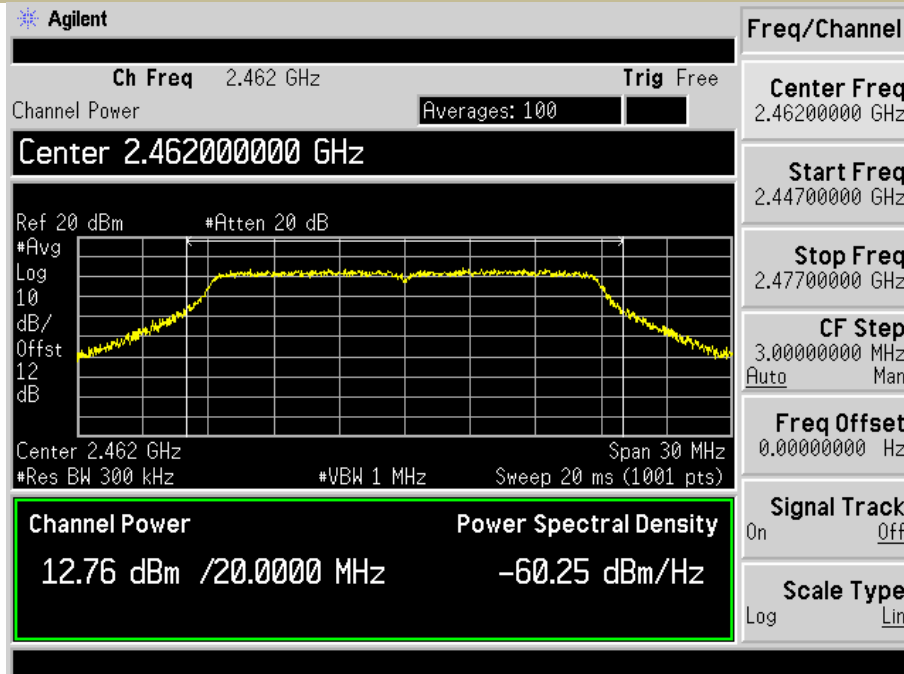 Agilent
Ch Freq 2.462 GHz Trig Free
Channel Power Averages: 100
Center 2.462000000 GHz
Ref 20 dBm #Atten 20 dB
#Avg
Log
10
dB/
Offst
12
dB
Center 2.462 GHz Span 30 MHz
#Res BW 300 kHz #VBW 1 MHz Sweep 20 ms (1001 pts)
Channel Power Power Spectral Density
12.76 dBm /20.0000 MHz -60.25 dBm/Hz
Freq/Channel
Center Freq
2.46200000 GHz
Start Freq
2.44700000 GHz
Stop Freq
2.47700000 GHz
CF Step
3.00000000 MHz
Auto Man
Freq Offset
0.00000000 Hz
Signal Track
On Off
Scale Type
Log Lin